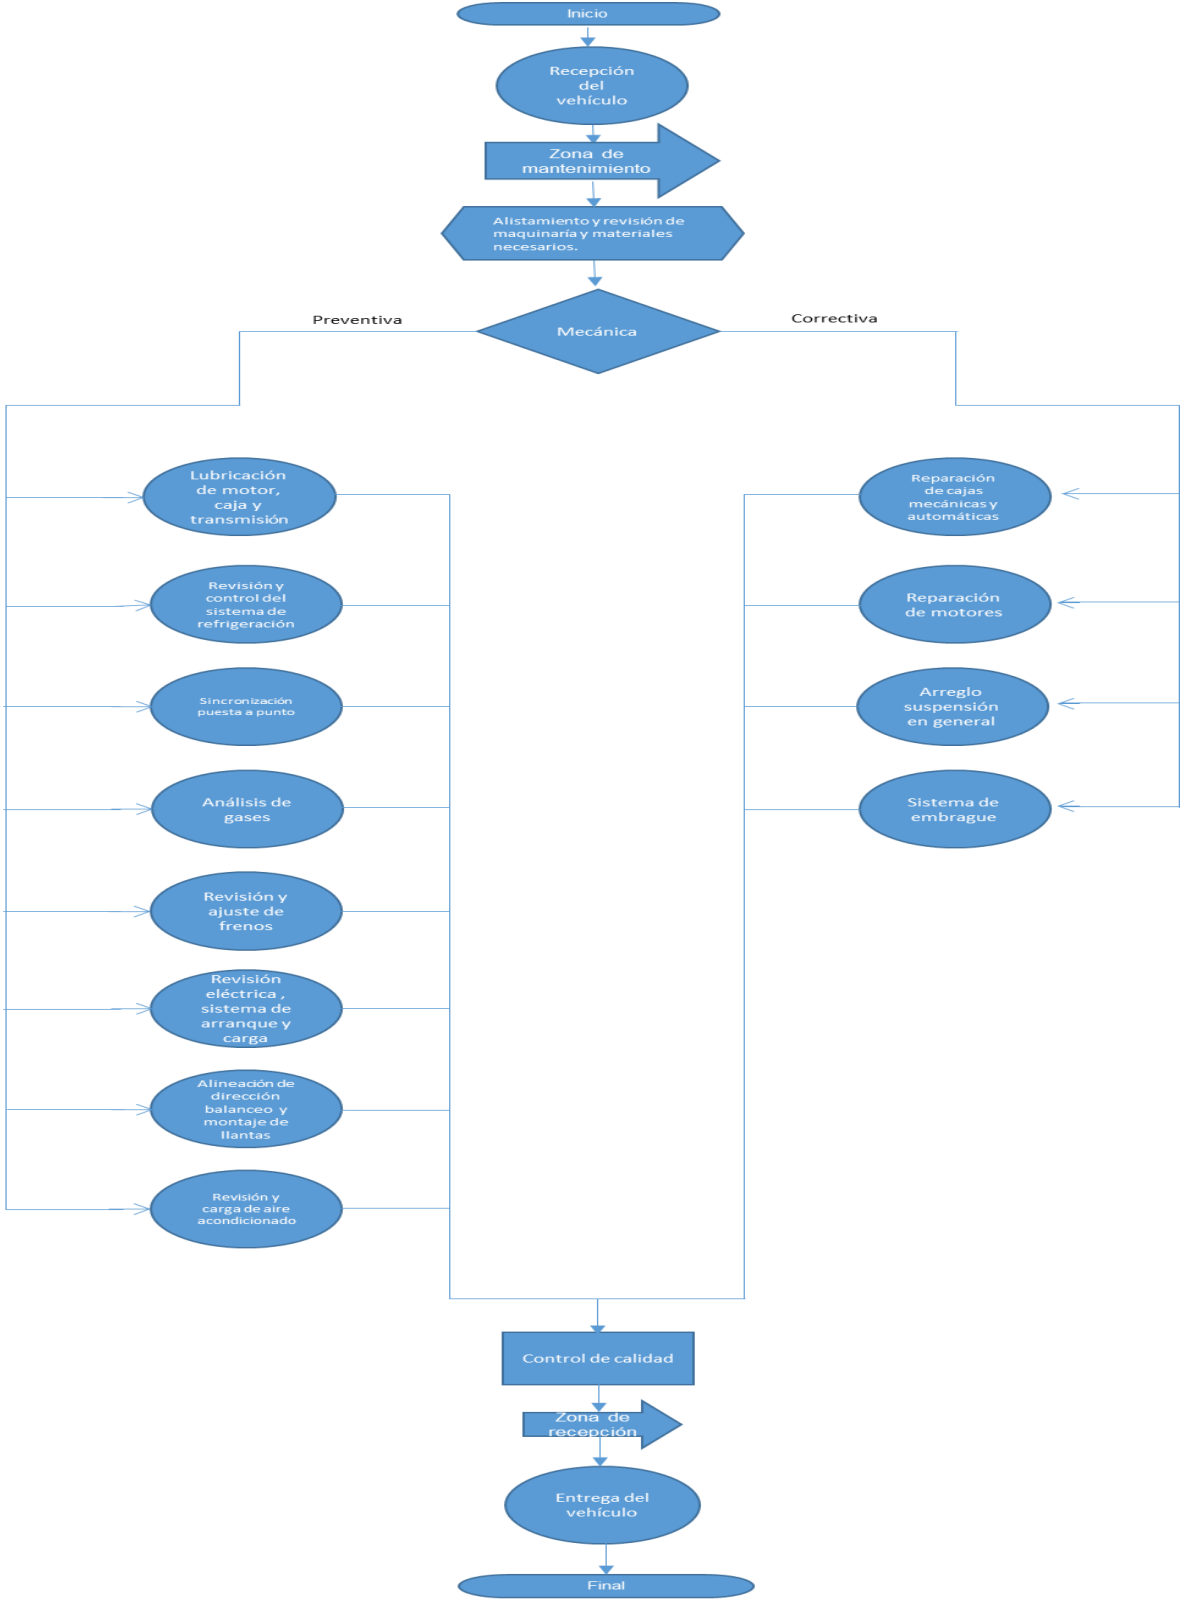 Inicio
Recepción
del
vehículo
Zona de
mantenimiento
Alistamiento y revisión de
maquinaría y materiales
necesarios.
Mecánica
Preventiva
Correctiva
Lubricación
de motor,
caja y
transmisión
Revisión y
control del
sistema de
refrigeración
Sincronización
puesta a punto
Análisis de
gases
Revisión y
ajuste de
frenos
Revisión
eléctrica ,
sistema de
arranque y
carga
Alineación de
dirección
balanceo y
montaje de
llantas
Revisión y
carga de aire
acondicionado
Reparación
de cajas
mecánicas y
automáticas
Reparación
de motores
Arreglo
suspensión
en general
Sistema de
embrague
Control de calidad
Zona de
recepción
Entrega del
vehículo
Final